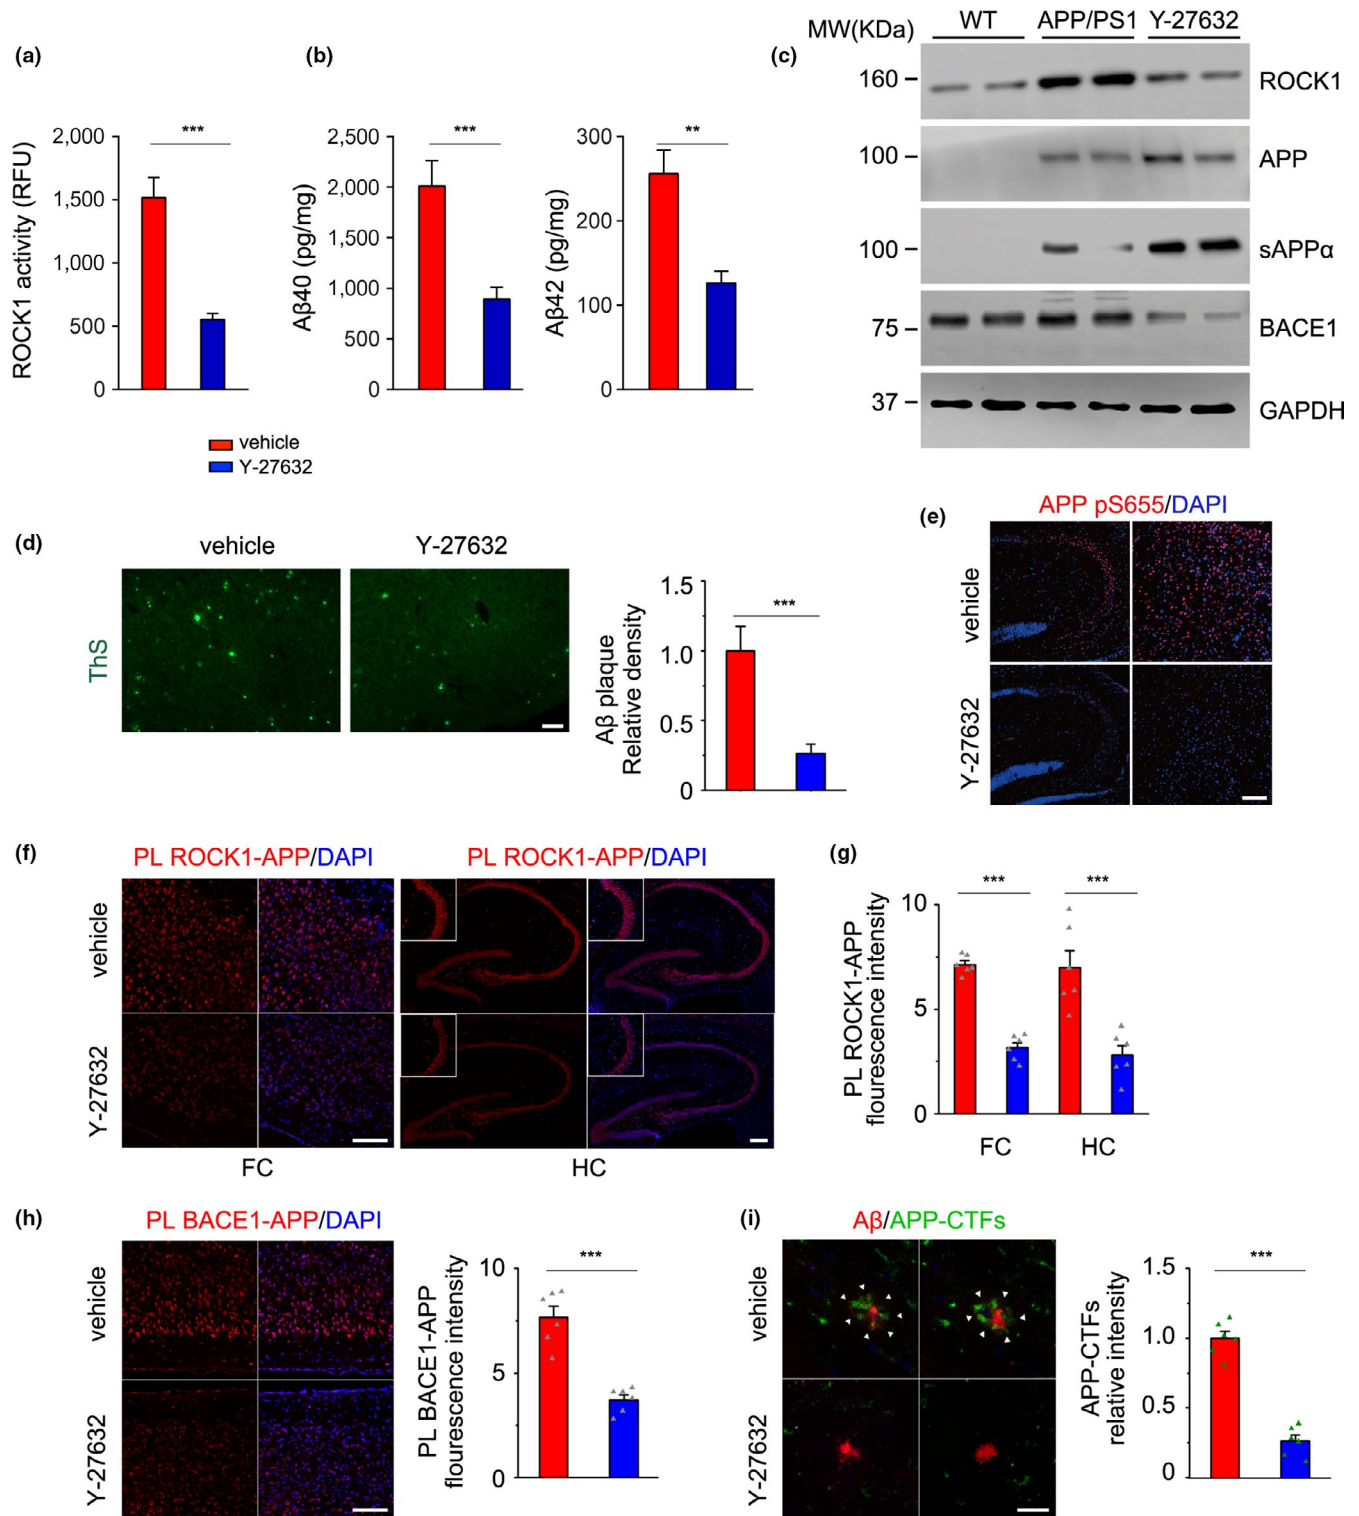 (a)
ROCK1 activity (RFU)
2,000
1,500
1,000
500
0
***
(b)
Aβ40 (pg/mg)
2,500
2,000
1,500
1,000
500
0
***
Aβ42 (pg/mg)
300
200
100
0
**
vehicle
Y-27632
(c)
MW(KDa)
WT
APP/PS1
Y-27632
160
ROCK1
100
APP
100
sAPPα
75
BACE1
37
GAPDH
(d)
vehicle
Y-27632
ThS
Aβ plaque
Relative density
1.5
1.0
0.5
0
***
(e)
APP pS655/DAPI
vehicle
Y-27632
(f)
PL ROCK1-APP/DAPI
PL ROCK1-APP/DAPI
vehicle
Y-27632
FC
HC
(g)
PL ROCK1-APP
flourescence intensity
10
5
0
***
***
FC
HC
(h)
PL BACE1-APP/DAPI
vehicle
Y-27632
PL BACE1-APP
flourescence intensity
10
5
0
***
(i)
Aβ/APP-CTFs
vehicle
Y-27632
APP-CTFs
relative intensity
1.5
1.0
0.5
0
***